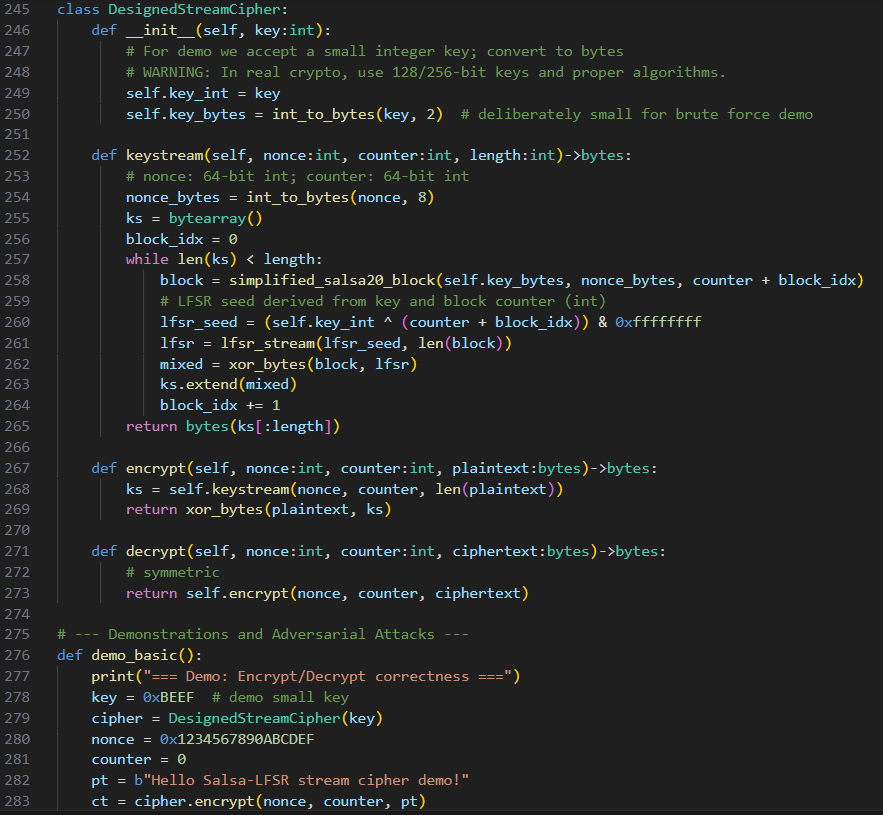 245 class DesignedStreamCipher:
246     def __init__(self, key:int):
247         # For demo we accept a small integer key; convert to bytes
248         # WARNING: In real crypto, use 128/256-bit keys and proper algorithms.
249         self.key_int = key
250         self.key_bytes = int_to_bytes(key, 2)  # deliberately small for brute force demo
251
252     def keystream(self, nonce:int, counter:int, length:int)->bytes:
253         # nonce: 64-bit int; counter: 64-bit int
254         nonce_bytes = int_to_bytes(nonce, 8)
255         ks = bytearray()
256         block_idx = 0
257         while len(ks) < length:
258             block = simplified_salsa20_block(self.key_bytes, nonce_bytes, counter + block_idx)
259             # LFSR seed derived from key and block counter (int)
260             lfsr_seed = (self.key_int ^ (counter + block_idx)) & 0xffffffff
261             lfsr = lfsr_stream(lfsr_seed, len(block))
262             mixed = xor_bytes(block, lfsr)
263             ks.extend(mixed)
264             block_idx += 1
265         return bytes(ks[:length])
266
267     def encrypt(self, nonce:int, counter:int, plaintext:bytes)->bytes:
268         ks = self.keystream(nonce, counter, len(plaintext))
269         return xor_bytes(plaintext, ks)
270
271     def decrypt(self, nonce:int, counter:int, ciphertext:bytes)->bytes:
272         # symmetric
273         return self.encrypt(nonce, counter, ciphertext)
274
275 # --- Demonstrations and Adversarial Attacks ---
276 def demo_basic():
277     print("=== Demo: Encrypt/Decrypt correctness ===")
278     key = 0xBEEF  # demo small key
279     cipher = DesignedStreamCipher(key)
280     nonce = 0x1234567890ABCDEF
281     counter = 0
282     pt = b"Hello Salsa-LFSR stream cipher demo!"
283     ct = cipher.encrypt(nonce, counter, pt)